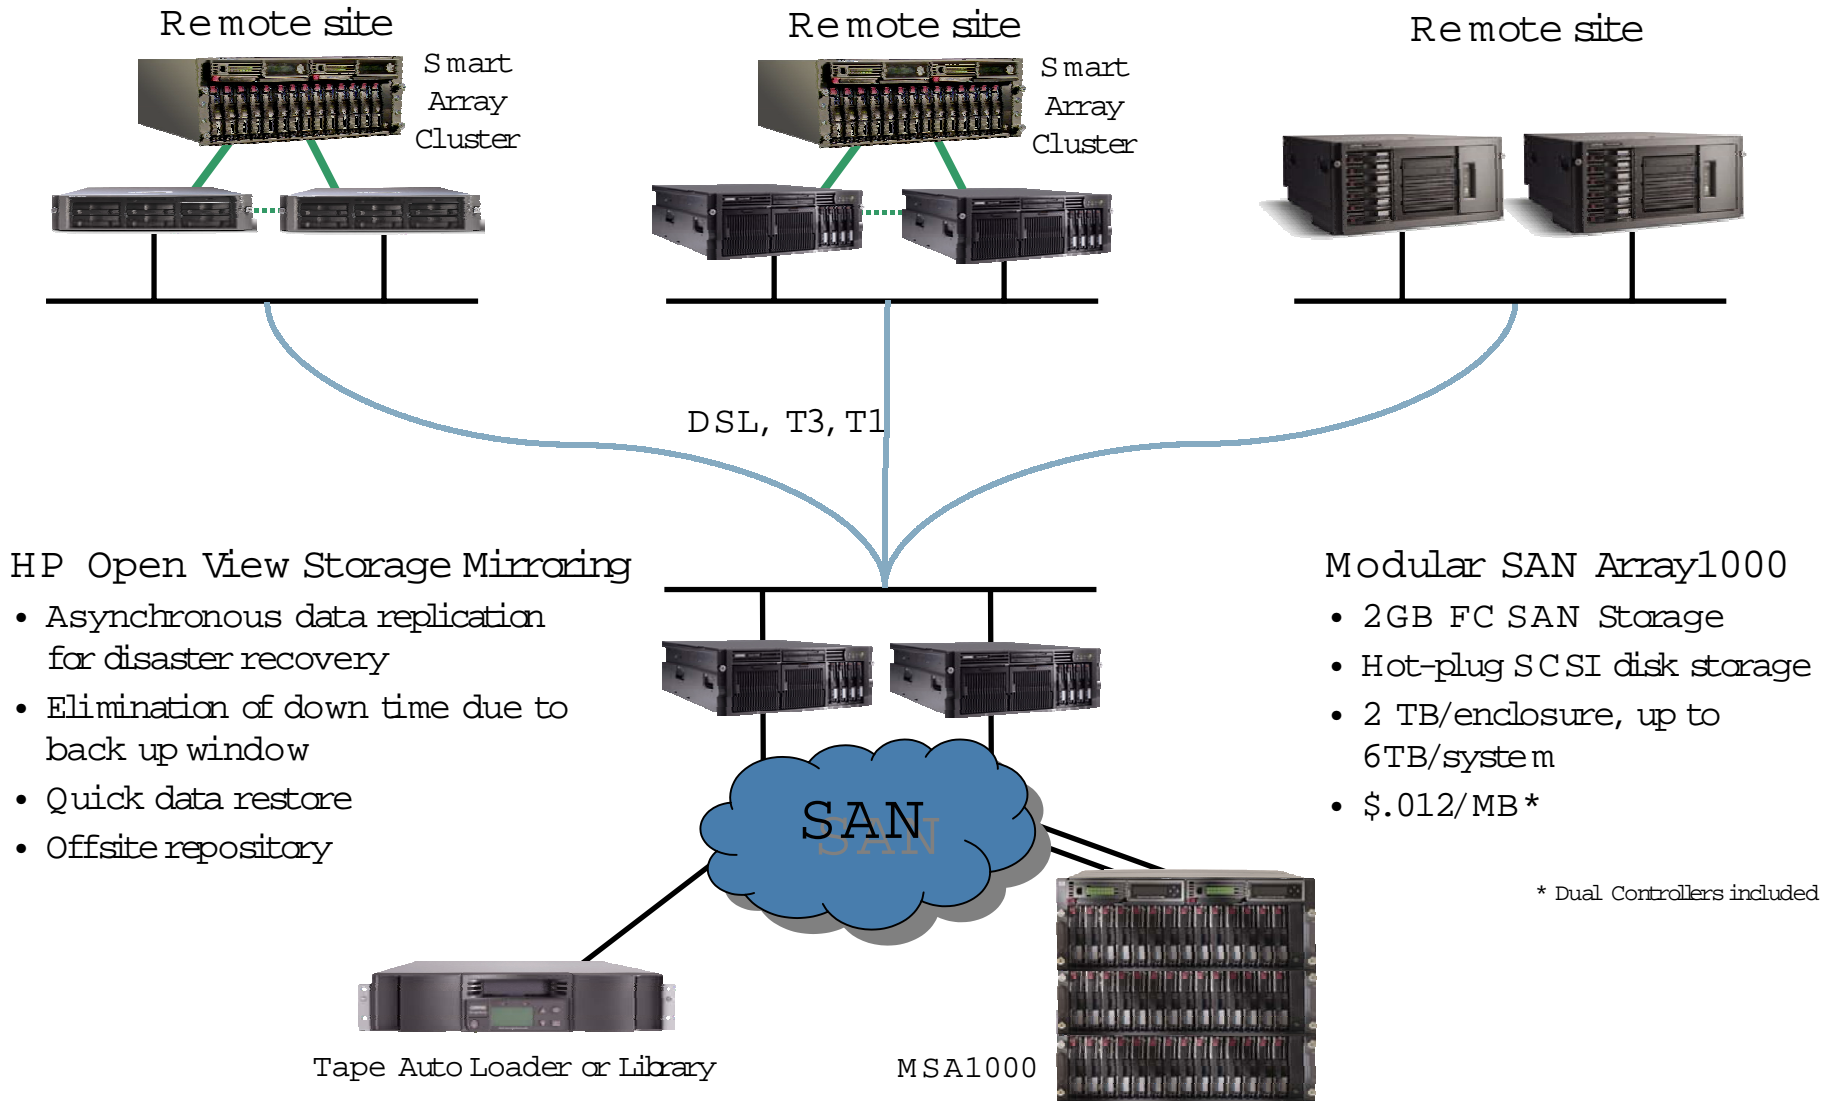 Remote site
Remote site
Remote site
Smart
Array
Cluster
Smart
Array
Cluster
DSL, T3, T1
HP Open View Storage Mirroring
• Asynchronous data replication
for disaster recovery
• Elimination of down time due to
back up window
• Quick data restore
• Offsite repository
Modular SAN Array1000
• 2GB FC SAN Storage
• Hot-plug SCSI disk storage
• 2 TB/enclosure, up to
6TB/system
• $.012/MB*
* Dual Controllers included
SAN
Tape Auto Loader or Library
MSA1000